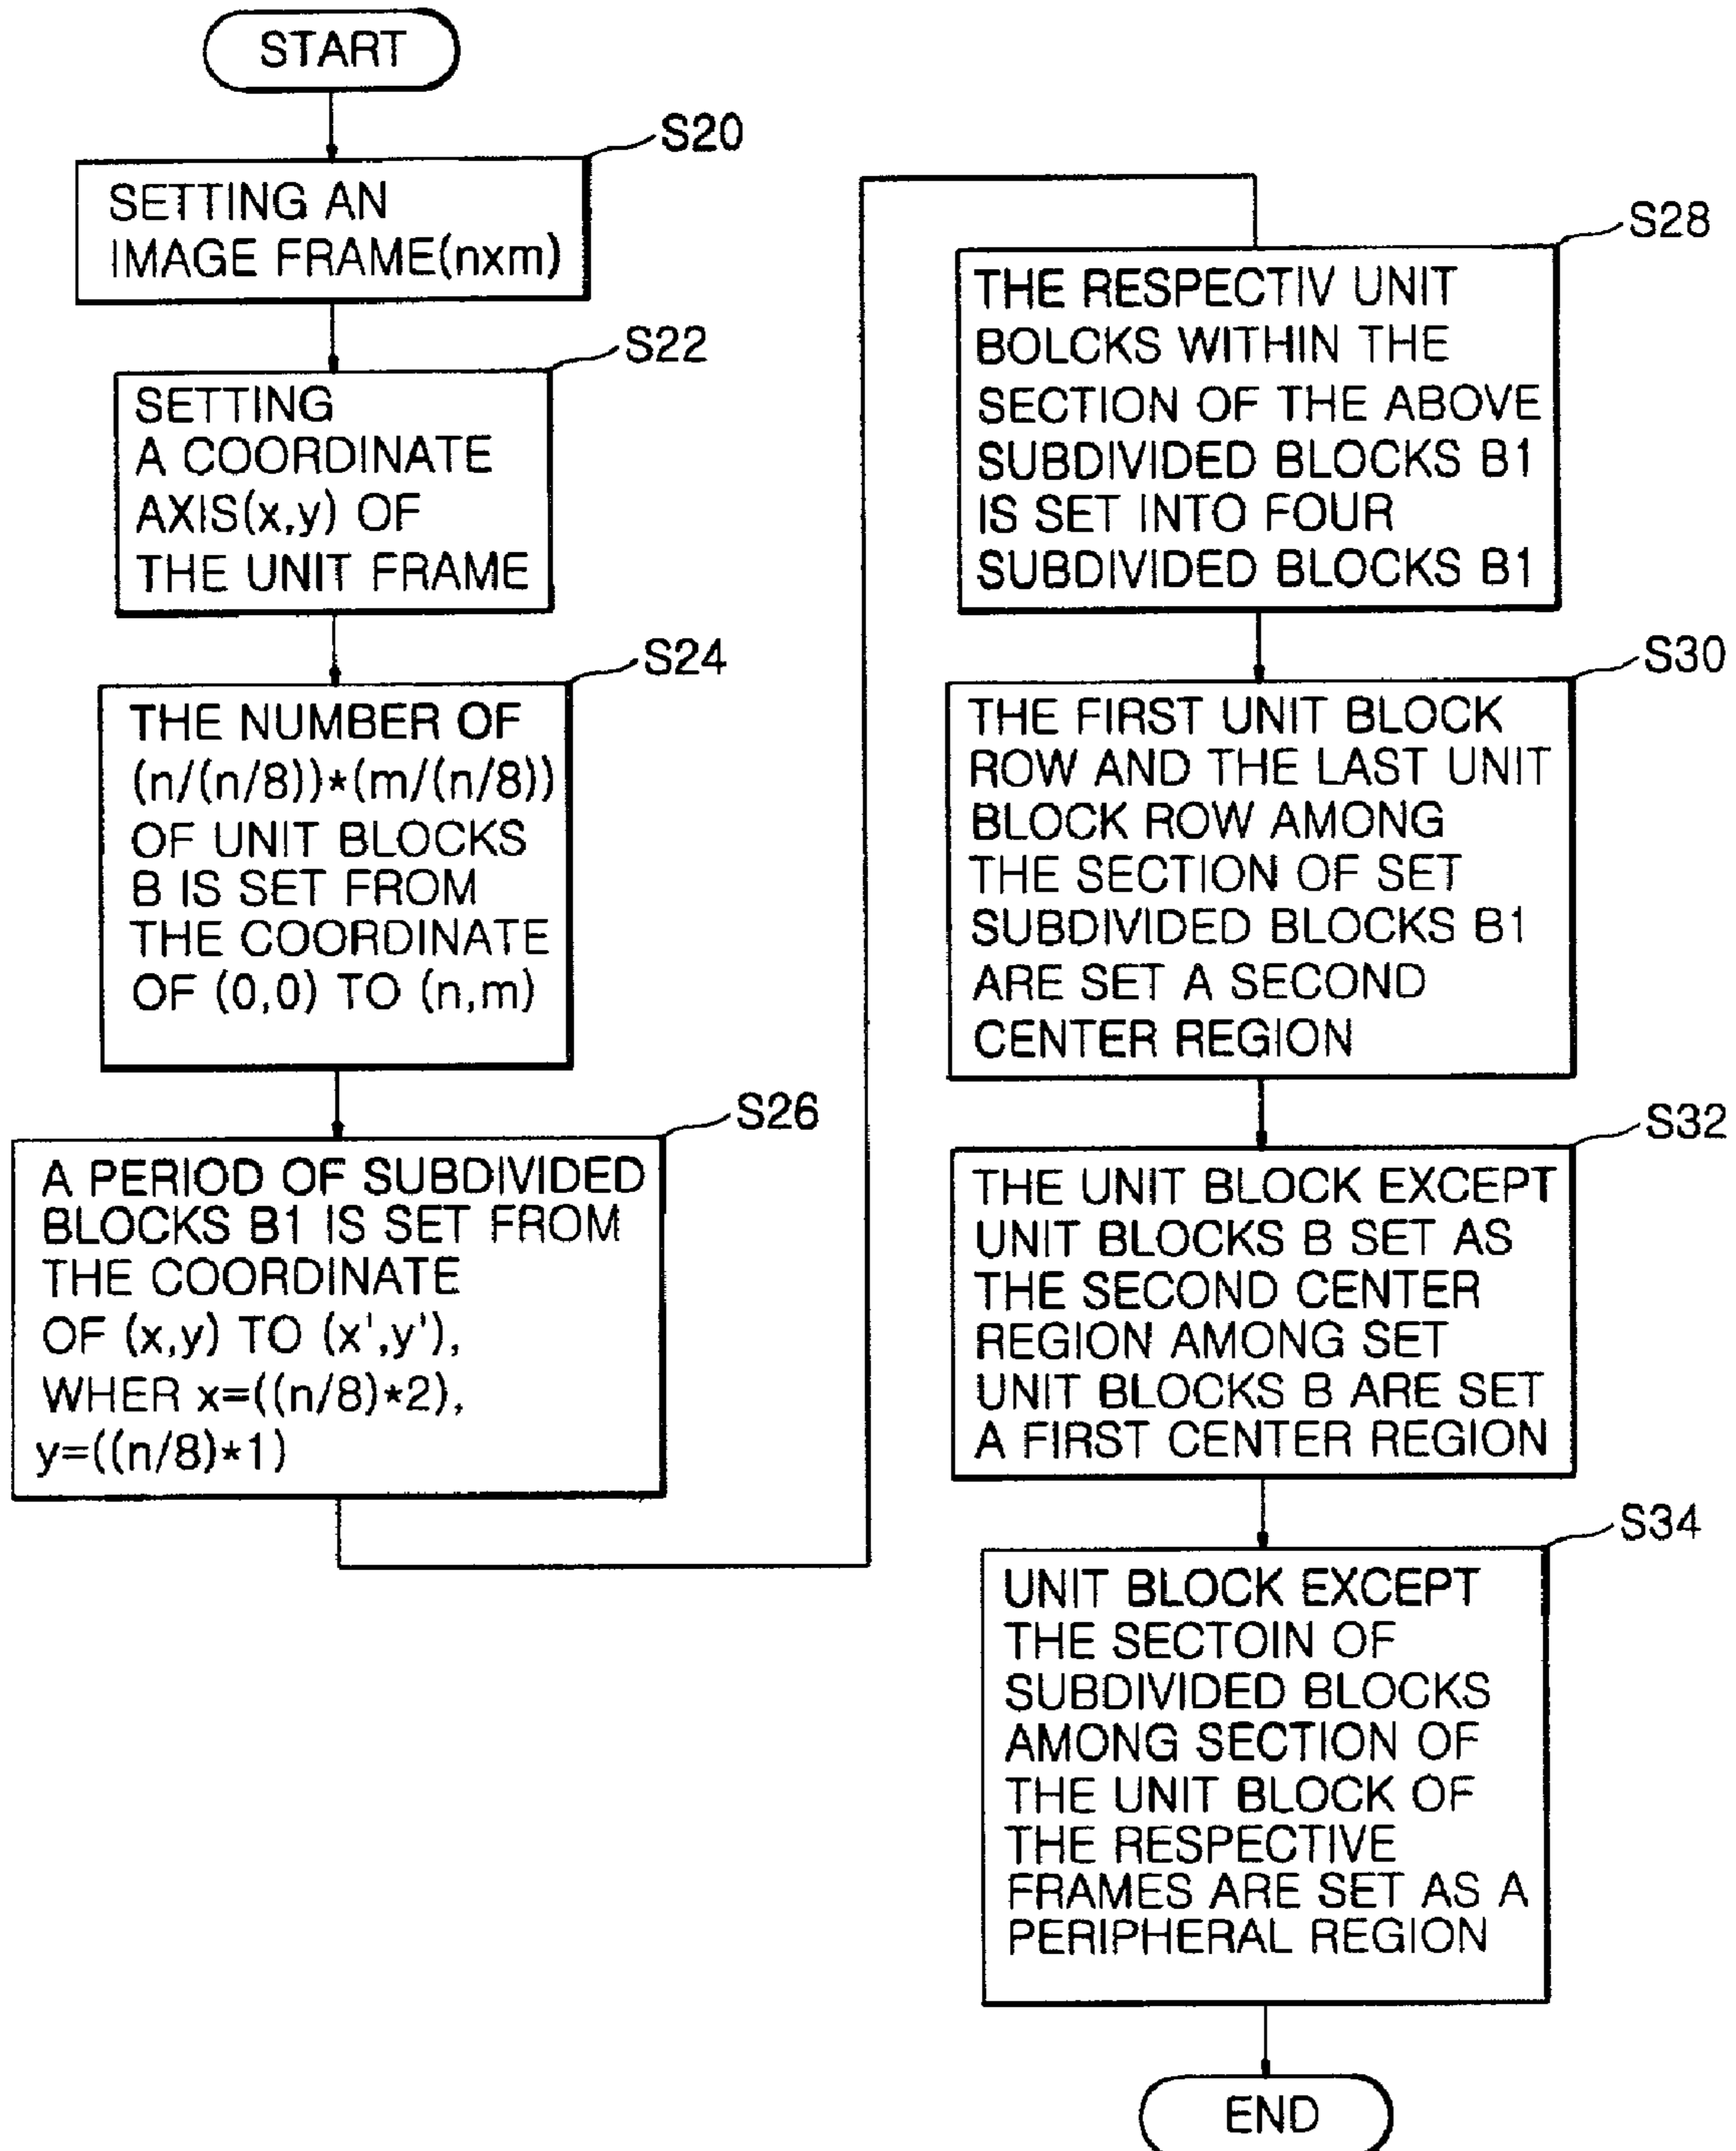 START
S20
SETTING AN
IMAGE FRAME(nxm)
S22
SETTING
A COORDINATE
AXIS(x,y) OF
THE UNIT FRAME
S24
THE NUMBER OF
(n/(n/8))*(m/(n/8))
OF UNIT BLOCKS
B IS SET FROM
THE COORDINATE
OF (0,0) TO (n,m)
S26
A PERIOD OF SUBDIVIDED
BLOCKS B1 IS SET FROM
THE COORDINATE
OF (x,y) TO (x',y'),
WHER x=((n/8)*2),
y=((n/8)*1)
S28
THE RESPECTIV UNIT
BOLCKS WITHIN THE
SECTION OF THE ABOVE
SUBDIVIDED BLOCKS B1
IS SET INTO FOUR
SUBDIVIDED BLOCKS B1
S30
THE FIRST UNIT BLOCK
ROW AND THE LAST UNIT
BLOCK ROW AMONG
THE SECTION OF SET
SUBDIVIDED BLOCKS B1
ARE SET A SECOND
CENTER REGION
S32
THE UNIT BLOCK EXCEPT
UNIT BLOCKS B SET AS
THE SECOND CENTER
REGION AMONG SET
UNIT BLOCKS B ARE SET
A FIRST CENTER REGION
S34
UNIT BLOCK EXCEPT
THE SECTOIN OF
SUBDIVIDED BLOCKS
AMONG SECTION OF
THE UNIT BLOCK OF
THE RESPECTIVE
FRAMES ARE SET AS A
PERIPHERAL REGION
END